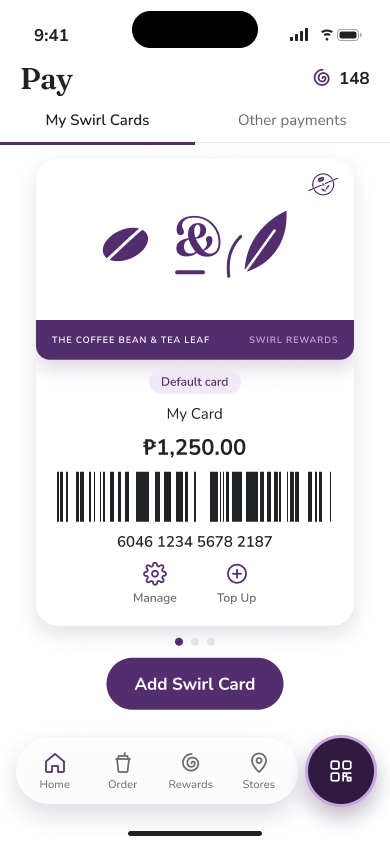 9:41
Pay
148
My Swirl Cards
Other payments
&
THE COFFEE BEAN & TEA LEAF
SWIRL REWARDS
Default card
My Card
₱1,250.00
6046 1234 5678 2187
Manage
Top Up
Add Swirl Card
Home
Order
Rewards
Stores